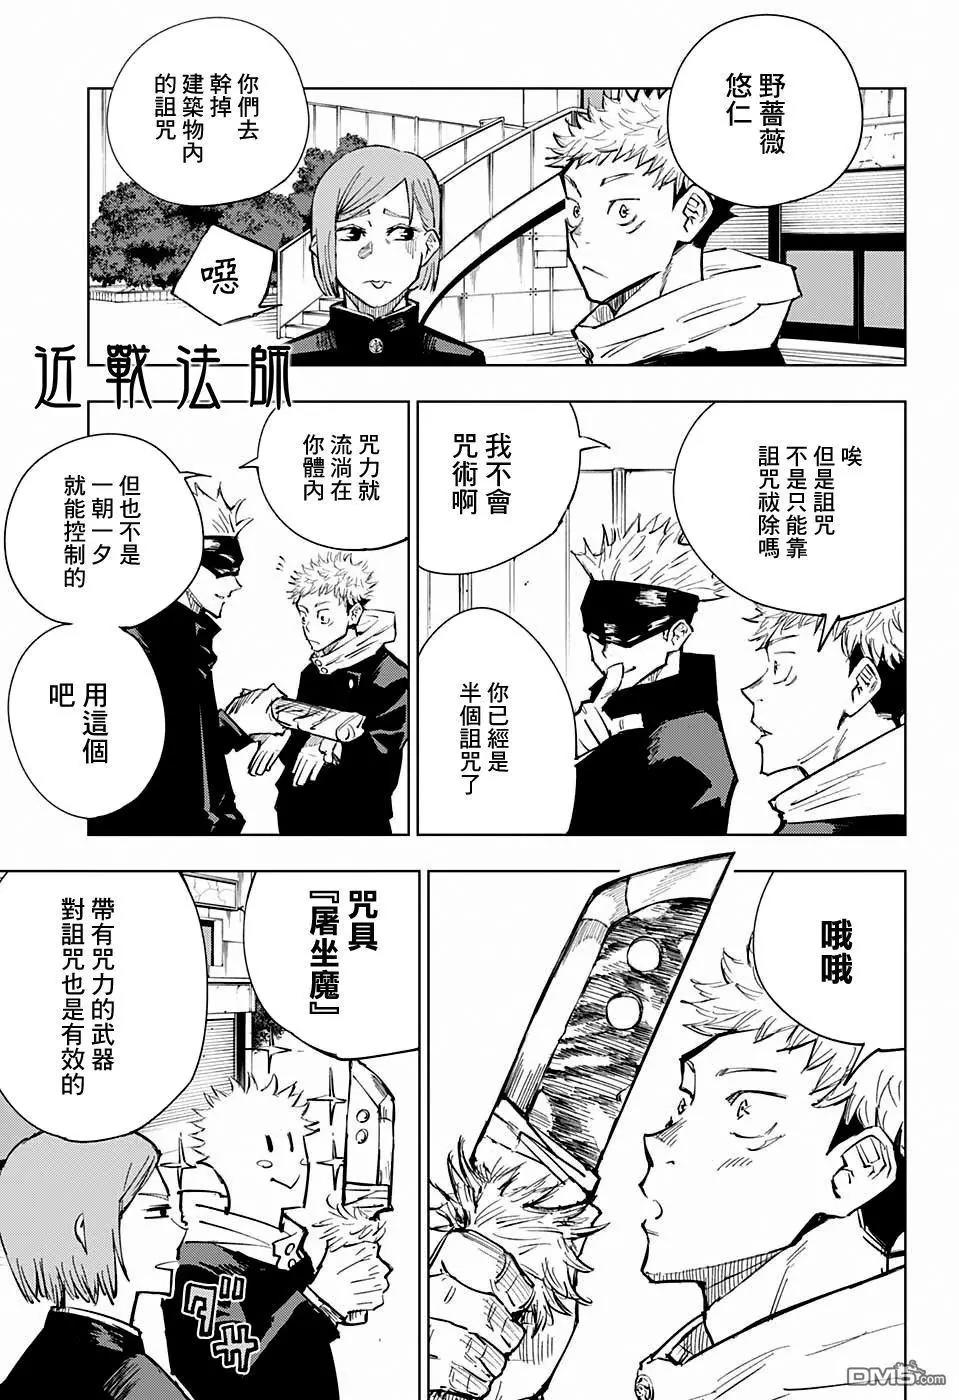 野薔薇
悠仁
你們去
幹掉
建築物內
的詛咒
噁
近戰法師
唉
但是詛咒
不是只能靠
詛咒祓除嗎
我不會
咒術啊
你已經是
半個詛咒了
咒力就
流淌在
你體內
但也不是
一朝一夕
就能控制的
用這個
吧
哦哦
咒具
『屠坐魔』
帶有咒力的武器
對詛咒也是有效的
ダサ
DM5.com